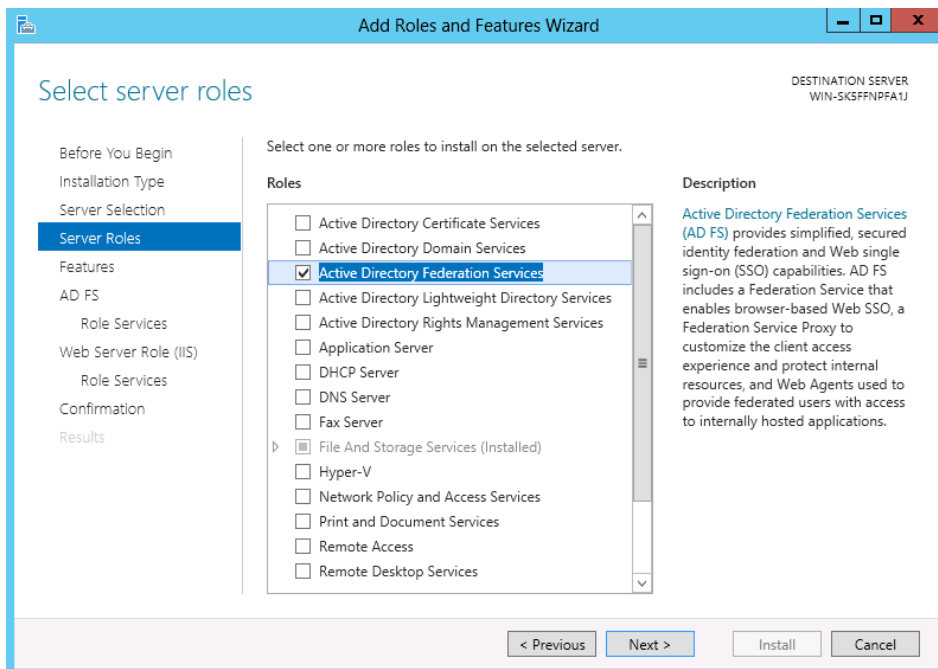 Add Roles and Features Wizard
Select server roles
DESTINATION SERVER
WIN-SK5FFNPFA1J
Before You Begin
Installation Type
Server Selection
Server Roles
Features
AD FS
Role Services
Web Server Role (IIS)
Role Services
Confirmation
Results
Select one or more roles to install on the selected server.
Roles
Active Directory Certificate Services
Active Directory Domain Services
Active Directory Federation Services
Active Directory Lightweight Directory Services
Active Directory Rights Management Services
Application Server
DHCP Server
DNS Server
Fax Server
File And Storage Services (Installed)
Hyper-V
Network Policy and Access Services
Print and Document Services
Remote Access
Remote Desktop Services
Description
Active Directory Federation Services
(AD FS) provides simplified, secured
identity federation and Web single
sign-on (SSO) capabilities. AD FS
includes a Federation Service that
enables browser-based Web SSO, a
Federation Service Proxy to
customize the client access
experience and protect internal
resources, and Web Agents used to
provide federated users with access
to internally hosted applications.
< Previous
Next >
Install
Cancel